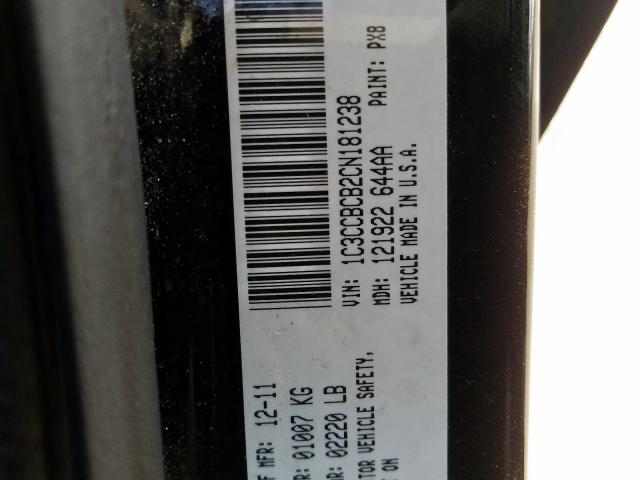 F MFR: 12-11
R: 01007 KG
R: 02220 LB
TOR VEHICLE SAFETY,
ON
VIN: 1C3CCBCB2CN181238
MDH: 121922 644AA PAINT: PX8
VEHICLE MADE IN U.S.A.